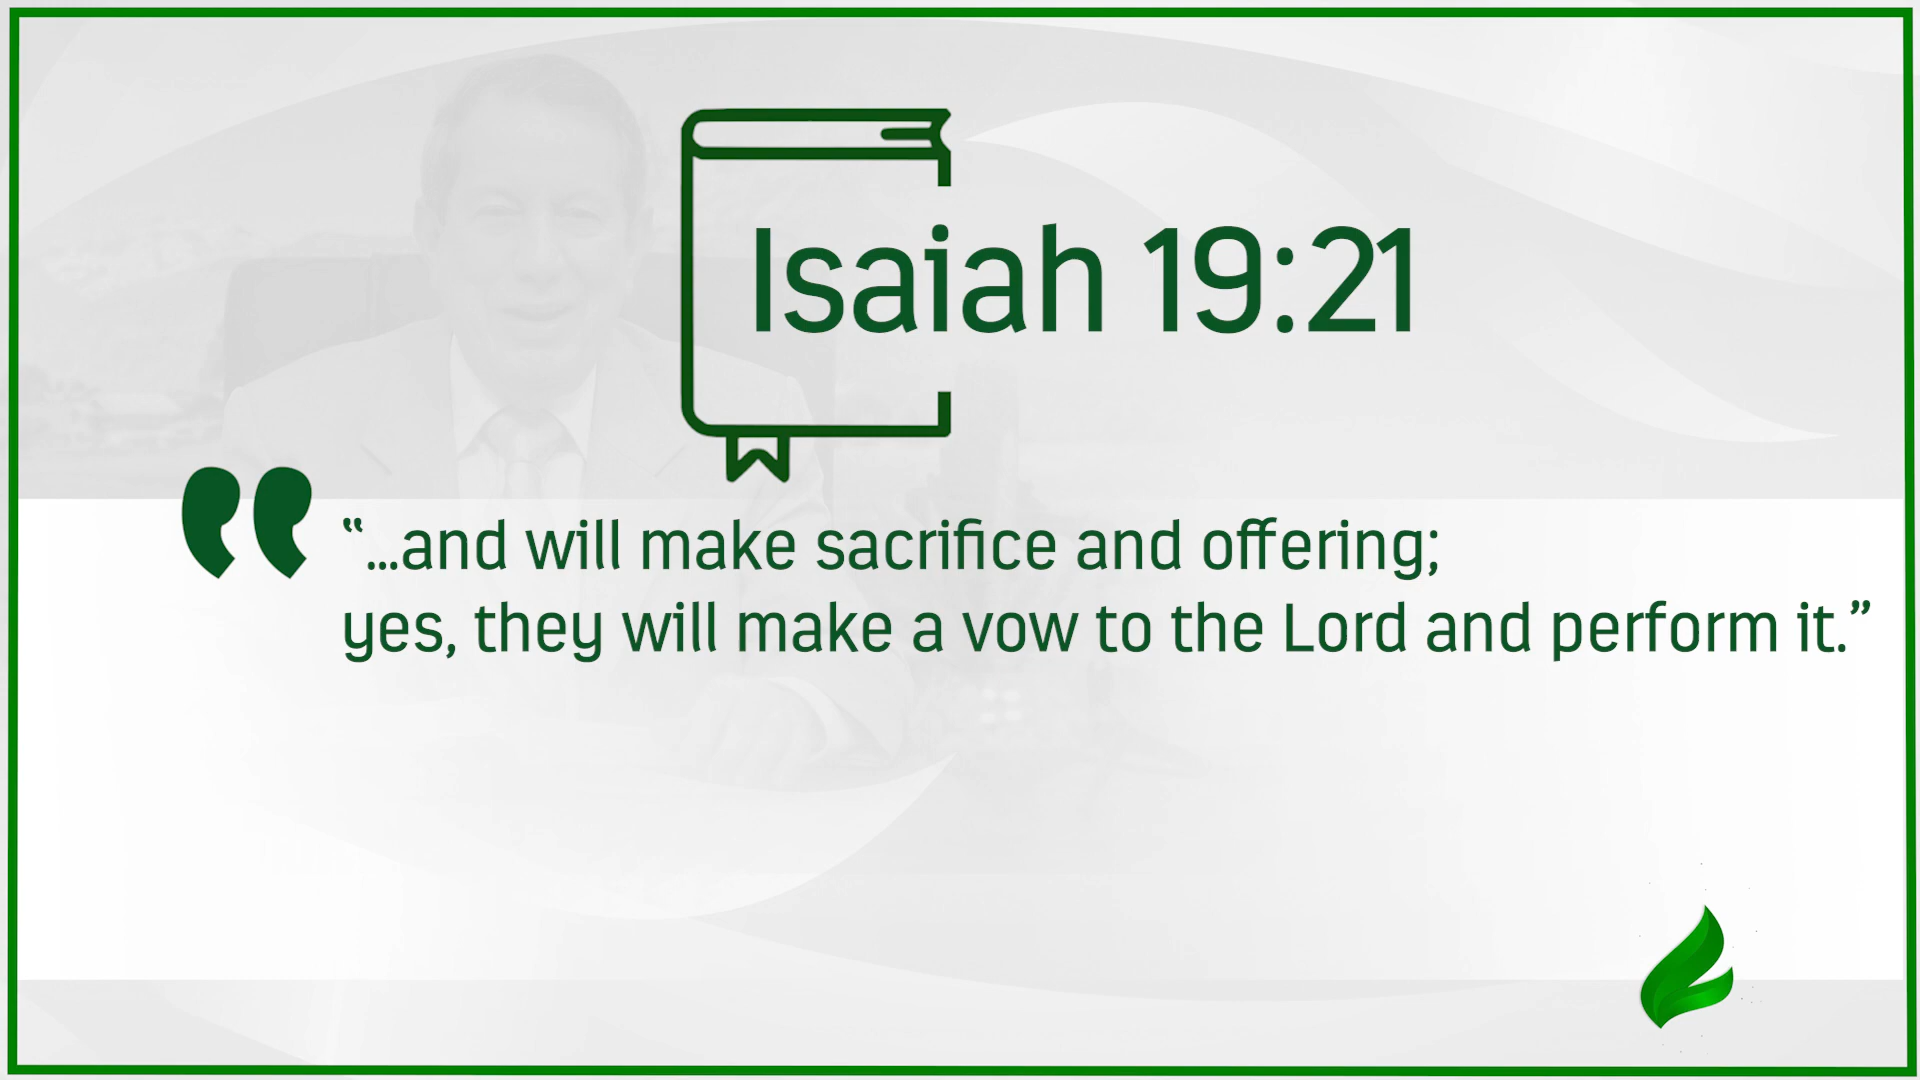 Isaiah 19:21
“…and will make sacrifice and offering;
yes, they will make a vow to the Lord and perform it.”